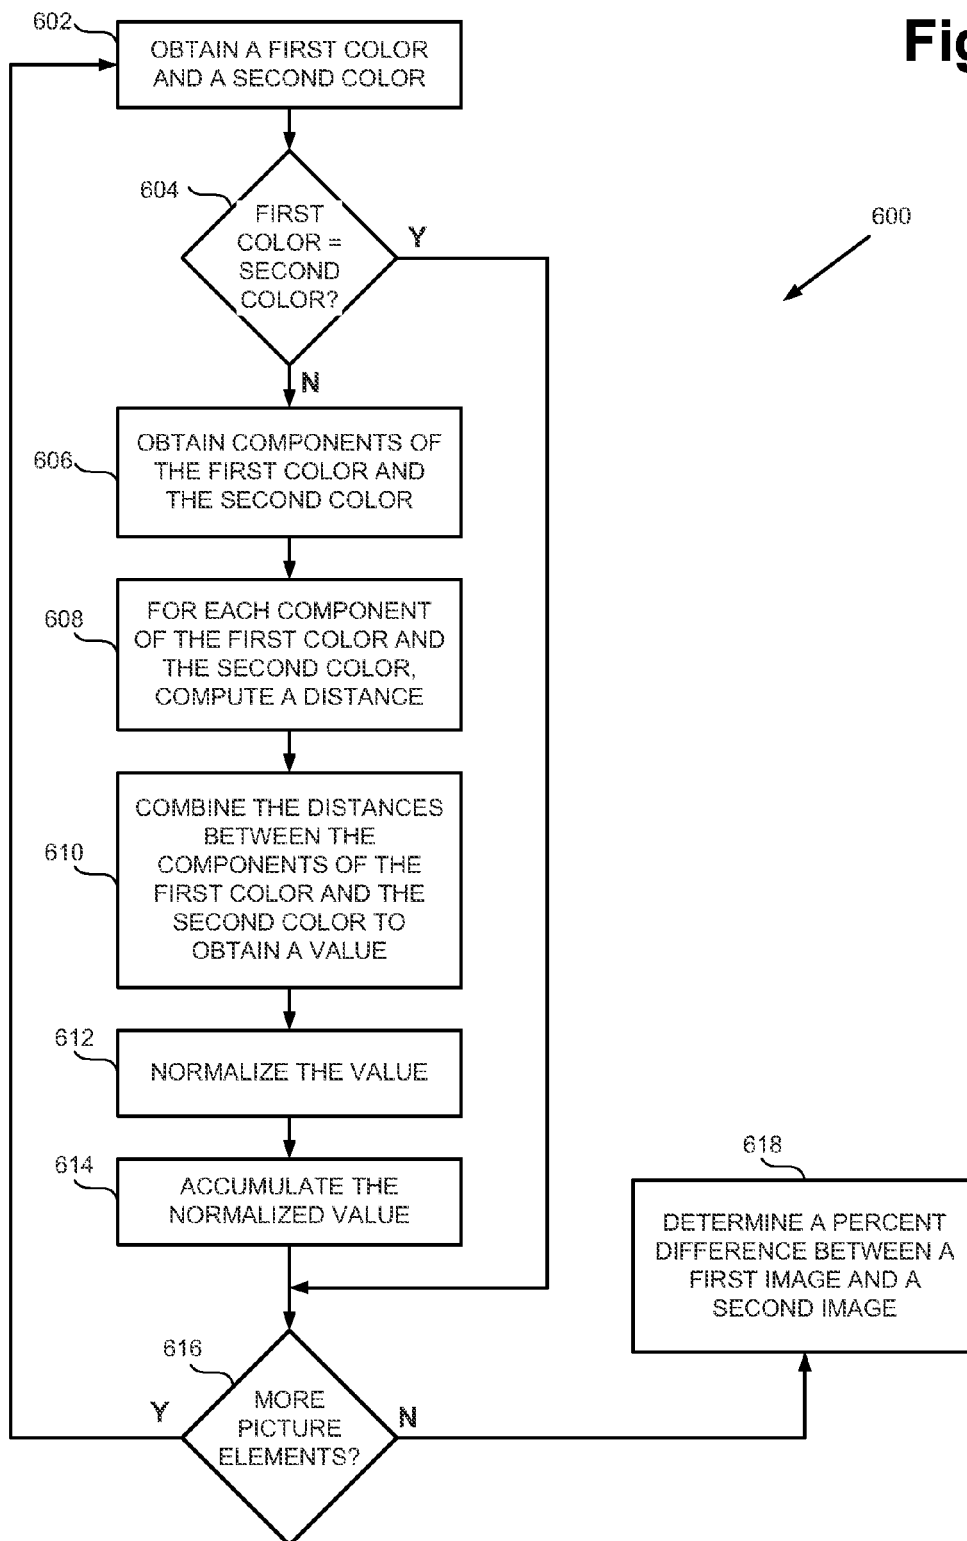 602
OBTAIN A FIRST COLOR
AND A SECOND COLOR
Fig
604
FIRST
COLOR =
SECOND
COLOR?
Y
600
N
606
OBTAIN COMPONENTS OF
THE FIRST COLOR AND
THE SECOND COLOR
608
FOR EACH COMPONENT
OF THE FIRST COLOR AND
THE SECOND COLOR,
COMPUTE A DISTANCE
610
COMBINE THE DISTANCES
BETWEEN THE
COMPONENTS OF THE
FIRST COLOR AND THE
SECOND COLOR TO
OBTAIN A VALUE
612
NORMALIZE THE VALUE
614
ACCUMULATE THE
NORMALIZED VALUE
618
DETERMINE A PERCENT
DIFFERENCE BETWEEN A
FIRST IMAGE AND A
SECOND IMAGE
616
MORE
PICTURE
ELEMENTS?
Y
N